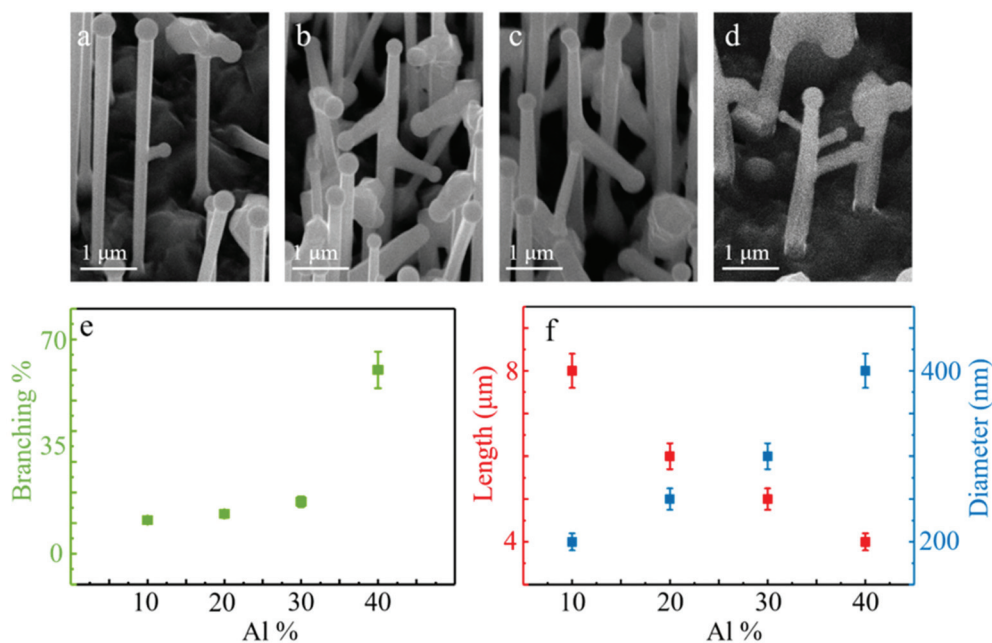 a
b
c
d
1 µm
1 µm
1 µm
1 µm
e
70
35
0
Branching %
10 20 30 40
Al %
f
8
4
Length (µm)
400
300
200
Diameter (nm)
10 20 30 40
Al %